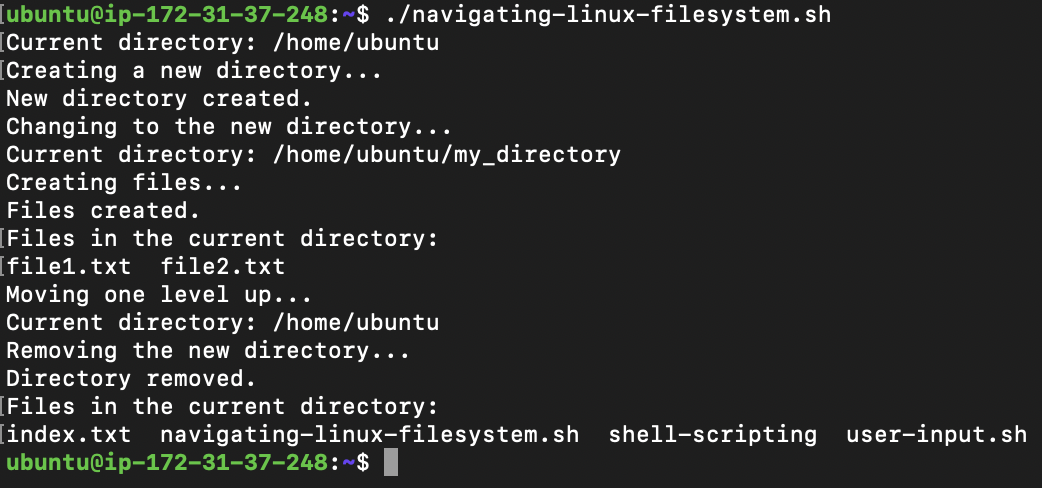 ubuntu@ip-172-31-37-248:~$ ./navigating-linux-filesystem.sh
Current directory: /home/ubuntu
Creating a new directory...
New directory created.
Changing to the new directory...
Current directory: /home/ubuntu/my_directory
Creating files...
Files created.
Files in the current directory:
file1.txt  file2.txt
Moving one level up...
Current directory: /home/ubuntu
Removing the new directory...
Directory removed.
Files in the current directory:
index.txt  navigating-linux-filesystem.sh  shell-scripting  user-input.sh
ubuntu@ip-172-31-37-248:~$